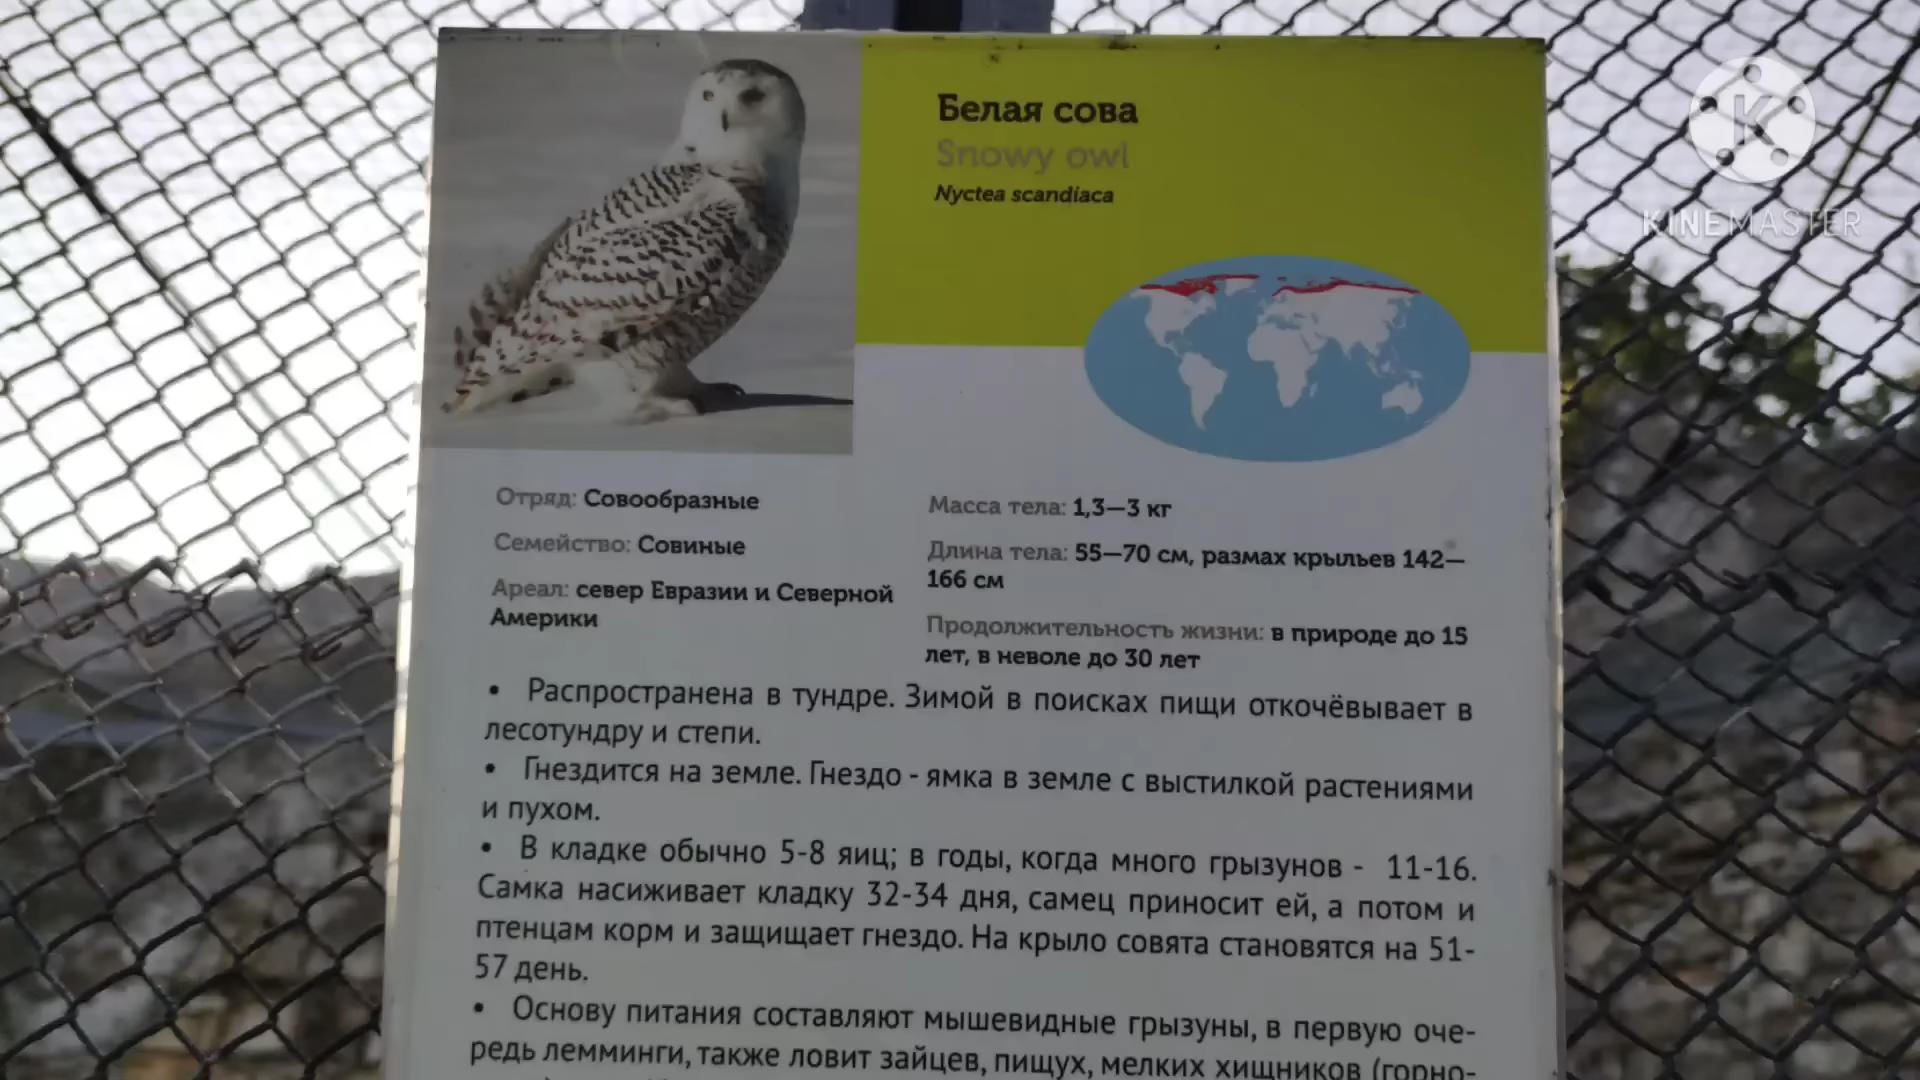 Белая сова
Snowy owl
Nyctea scandiaca
K
KINEMASTER
Отряд: Совообразные
Семейство: Совиные
Ареал: север Евразии и Северной
Америки
Масса тела: 1,3—3 кг
Длина тела: 55—70 см, размах крыльев 142—
166 см
Продолжительность жизни: в природе до 15
лет, в неволе до 30 лет
• Распространена в тундре. Зимой в поисках пищи откочёвывает в
лесотундру и степи.
• Гнездится на земле. Гнездо - ямка в земле с выстилкой растениями
и пухом.
• В кладке обычно 5-8 яиц; в годы, когда много грызунов - 11-16.
Самка насиживает кладку 32-34 дня, самец приносит ей, а потом и
птенцам корм и защищает гнездо. На крыло совята становятся на 51-
57 день.
• Основу питания составляют мышевидные грызуны, в первую оче-
редь лемминги, также ловит зайцев, пищух, мелких хищников (горно-